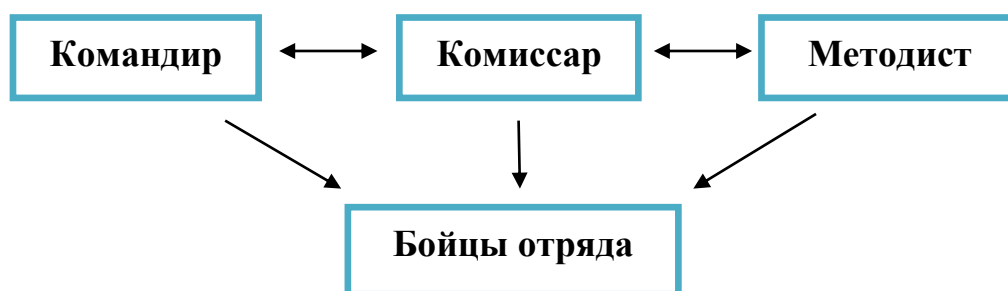 Командир
Комиссар
Методист
Бойцы отряда